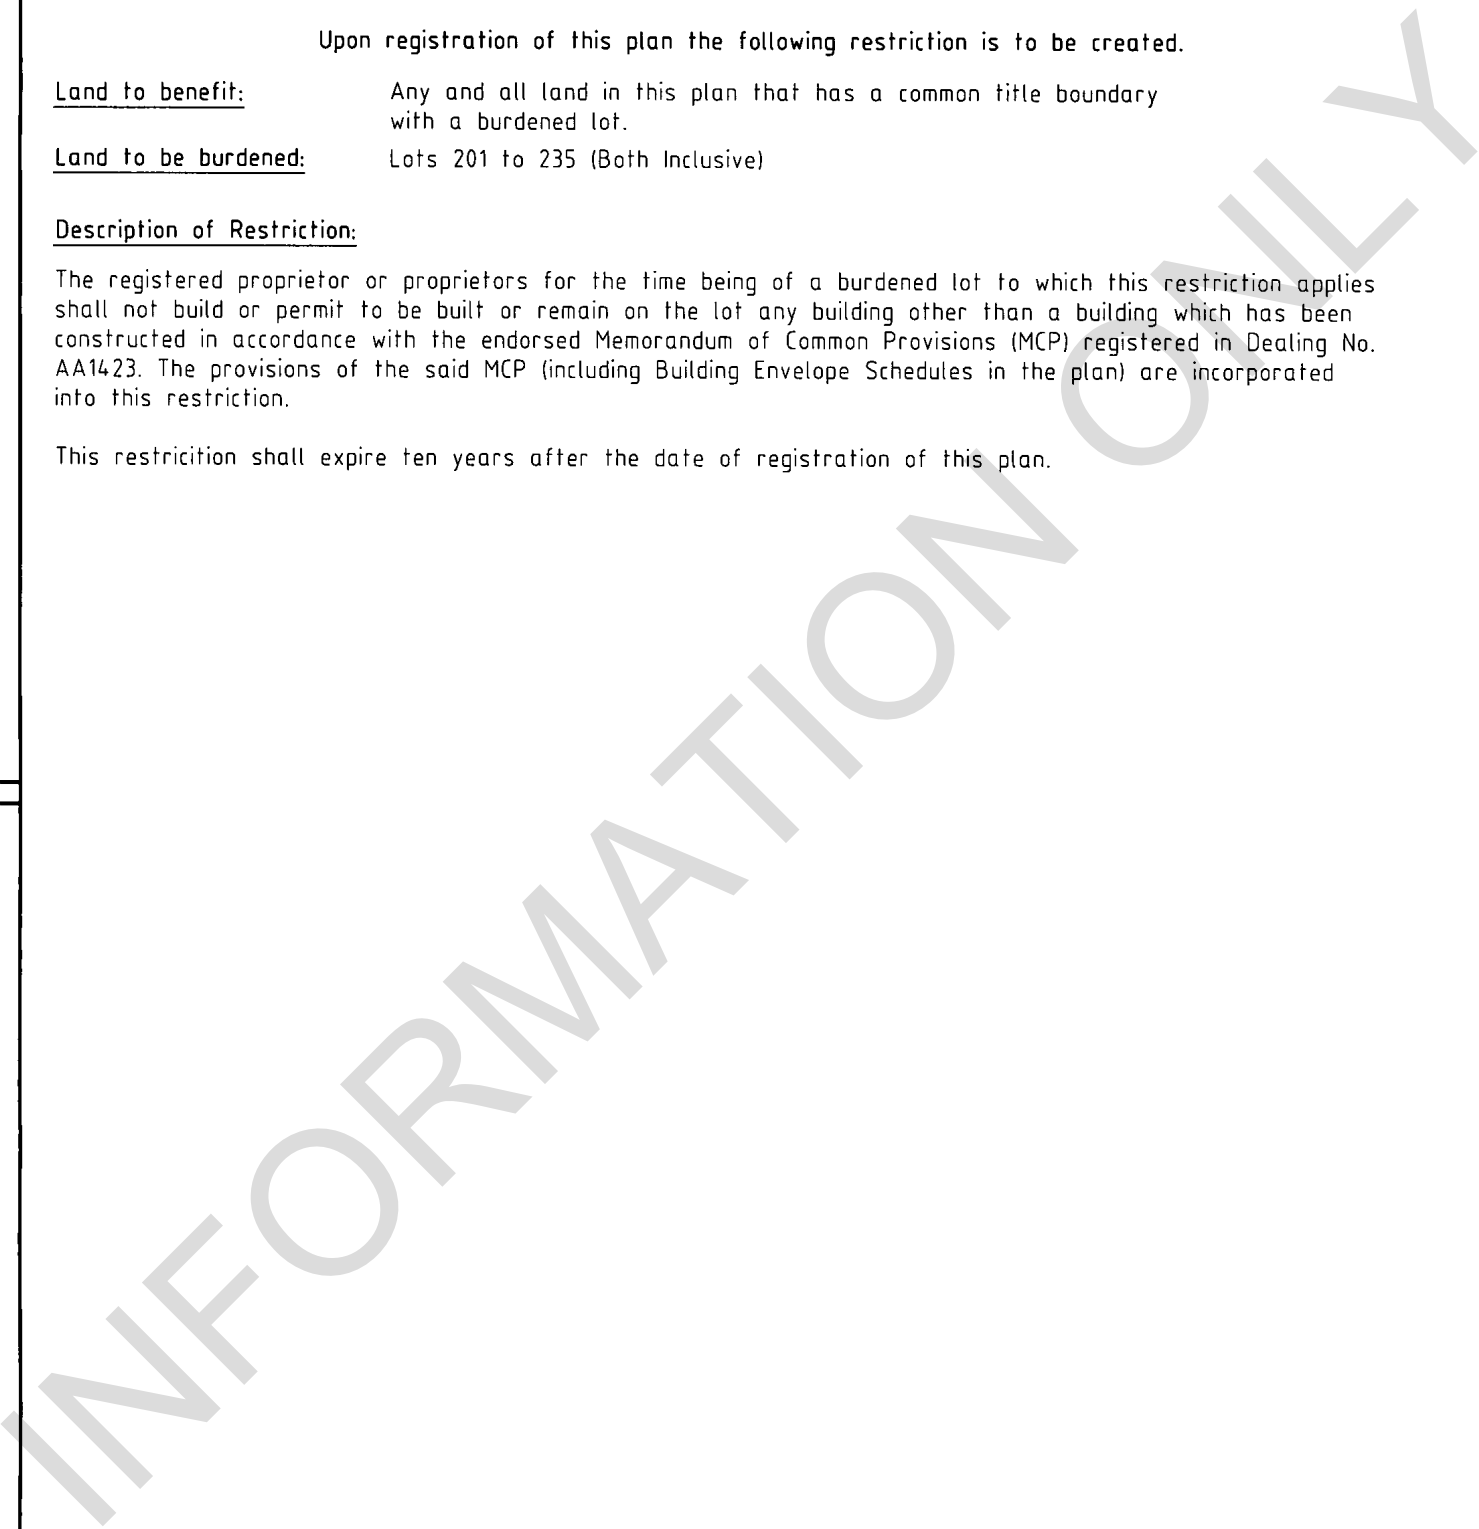 Upon registration of this plan the following restriction is to be created.
Land to benefit: Any and all land in this plan that has a common title boundary
with a burdened lot.
Land to be burdened: Lots 201 to 235 (Both Inclusive)
Description of Restriction:
The registered proprietor or proprietors for the time being of a burdened lot to which this restriction applies
shall not build or permit to be built or remain on the lot any building other than a building which has been
constructed in accordance with the endorsed Memorandum of Common Provisions (MCP) registered in Dealing No.
AA1423. The provisions of the said MCP (including Building Envelope Schedules in the plan) are incorporated
into this restriction.
This restricition shall expire ten years after the date of registration of this plan.
INFORMATION ONLY